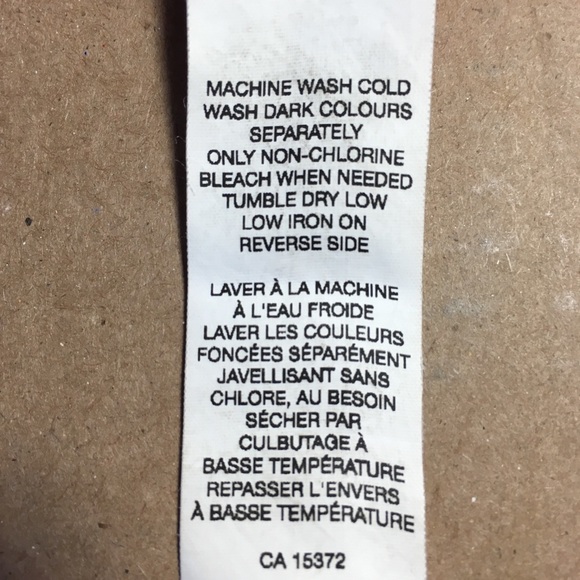 MACHINE WASH COLD
WASH DARK COLOURS
SEPARATELY
ONLY NON-CHLORINE
BLEACH WHEN NEEDED
TUMBLE DRY LOW
LOW IRON ON
REVERSE SIDE
LAVER À LA MACHINE
À L'EAU FROIDE
LAVER LES COULEURS
FONCÉES SÉPARÉMENT
JAVELLISANT SANS
CHLORE, AU BESOIN
SÉCHER PAR
CULBUTAGE À
BASSE TEMPÉRATURE
REPASSER L'ENVERS
À BASSE TEMPÉRATURE
CA 15372